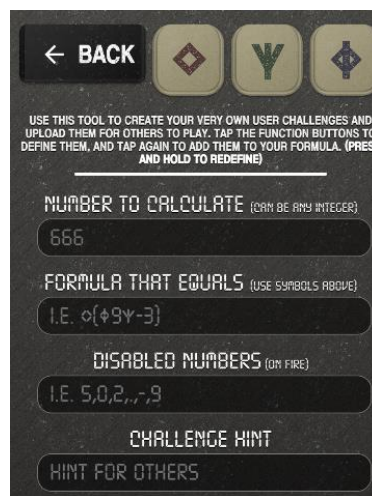 ← BACK
USE THIS TOOL TO CREATE YOUR VERY OWN USER CHALLENGES AND
UPLOAD THEM FOR OTHERS TO PLAY. TAP THE FUNCTION BUTTONS TO
DEFINE THEM, AND TAP AGAIN TO ADD THEM TO YOUR FORMULA. (PRESS
AND HOLD TO REDEFINE)
NUMBER TO CALCULATE (CAN BE ANY INTEGER)
666
FORMULA THAT EQUALS (USE SYMBOLS ABOVE)
I.E. ◇(ɸ9Ψ-3)
DISABLED NUMBERS (ON FIRE)
I.E. 5,0,2,.,-,9
CHALLENGE HINT
HINT FOR OTHERS